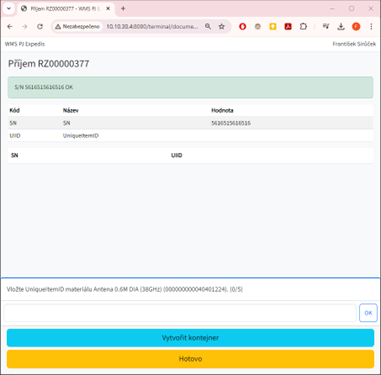 Příjem RZ00000377 - WMS PJ E
Nezabezpečeno
10.10.30.4:8080/terminal/docume...
WMS PJ Expedis
František Sirůček
Příjem RZ00000377
S/N 5616515616516 OK
Kód Název Hodnota
SN SN 5616515616516
UIID UniqueItemID
SN UIID
Vložte UniqueItemID materiálu Antena 0.6M DIA (38GHz) (000000000040401224). (0/5)
OK
Vytvořit kontejner
Hotovo